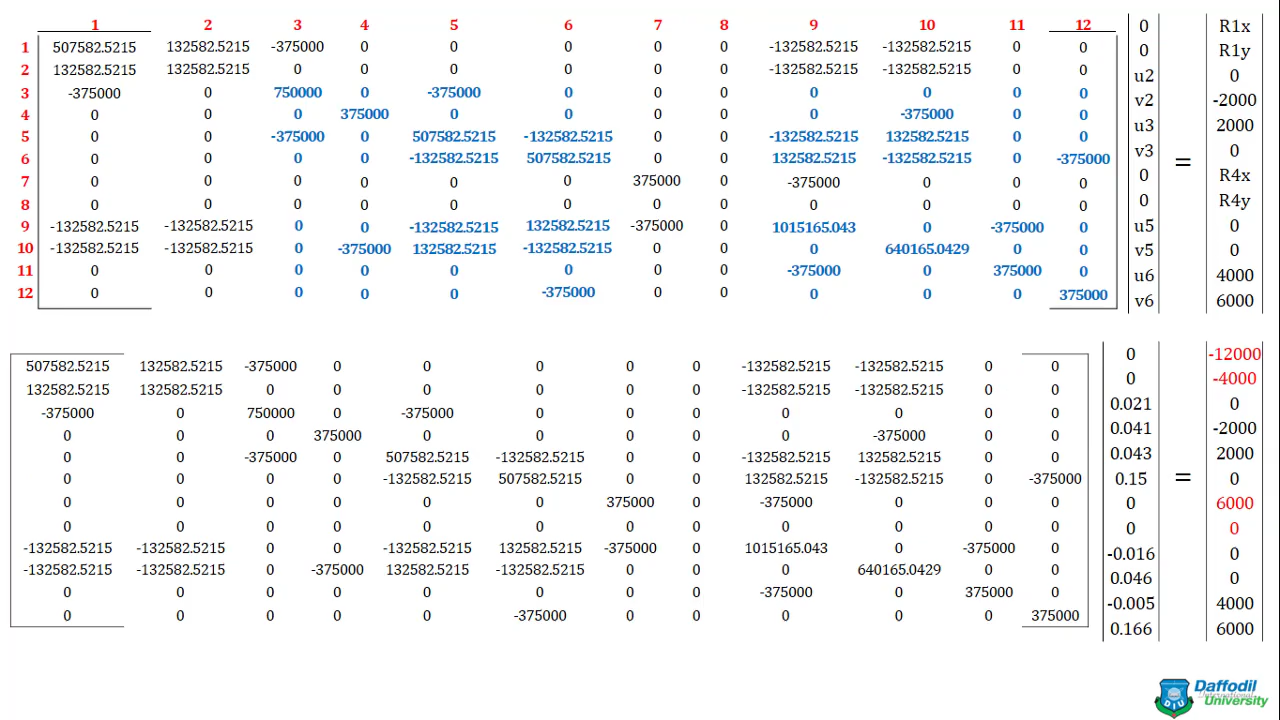 1 2 3 4 5 6 7 8 9 10 11 12
1 507582.5215 132582.5215 -375000 0 0 0 0 0 -132582.5215 -132582.5215 0 0 0 R1x
2 132582.5215 132582.5215 0 0 0 0 0 0 -132582.5215 -132582.5215 0 0 0 R1y
3 -375000 0 750000 0 -375000 0 0 0 0 0 0 0 u2 0
4 0 0 0 375000 0 0 0 0 0 -375000 0 0 v2 -2000
5 0 0 -375000 0 507582.5215 -132582.5215 0 0 -132582.5215 132582.5215 0 0 u3 2000
6 0 0 0 0 -132582.5215 507582.5215 0 0 132582.5215 -132582.5215 0 -375000 v3 0
=
7 0 0 0 0 0 0 375000 0 -375000 0 0 0 0 R4x
8 0 0 0 0 0 0 0 0 0 0 0 0 0 R4y
9 -132582.5215 -132582.5215 0 0 -132582.5215 132582.5215 -375000 0 1015165.043 0 -375000 0 u5 0
10 -132582.5215 -132582.5215 0 -375000 132582.5215 -132582.5215 0 0 0 640165.0429 0 0 v5 0
11 0 0 0 0 0 0 0 0 -375000 0 375000 0 u6 4000
12 0 0 0 0 0 -375000 0 0 0 0 0 375000 v6 6000
507582.5215 132582.5215 -375000 0 0 0 0 0 -132582.5215 -132582.5215 0 0 0 -12000
132582.5215 132582.5215 0 0 0 0 0 0 -132582.5215 -132582.5215 0 0 0 -4000
-375000 0 750000 0 -375000 0 0 0 0 0 0 0 0.021 0
0 0 0 375000 0 0 0 0 0 -375000 0 0 0.041 -2000
0 0 -375000 0 507582.5215 -132582.5215 0 0 -132582.5215 132582.5215 0 0 0.043 2000
0 0 0 0 -132582.5215 507582.5215 0 0 132582.5215 -132582.5215 0 -375000 0.15 0
=
0 0 0 0 0 0 375000 0 -375000 0 0 0 0 6000
0 0 0 0 0 0 0 0 0 0 0 0 0 0
-132582.5215 -132582.5215 0 0 -132582.5215 132582.5215 -375000 0 1015165.043 0 -375000 0 -0.016 0
-132582.5215 -132582.5215 0 -375000 132582.5215 -132582.5215 0 0 0 640165.0429 0 0 0.046 0
0 0 0 0 0 0 0 0 -375000 0 375000 0 -0.005 4000
0 0 0 0 0 -375000 0 0 0 0 0 375000 0.166 6000
Daffodil
International
University
DIU